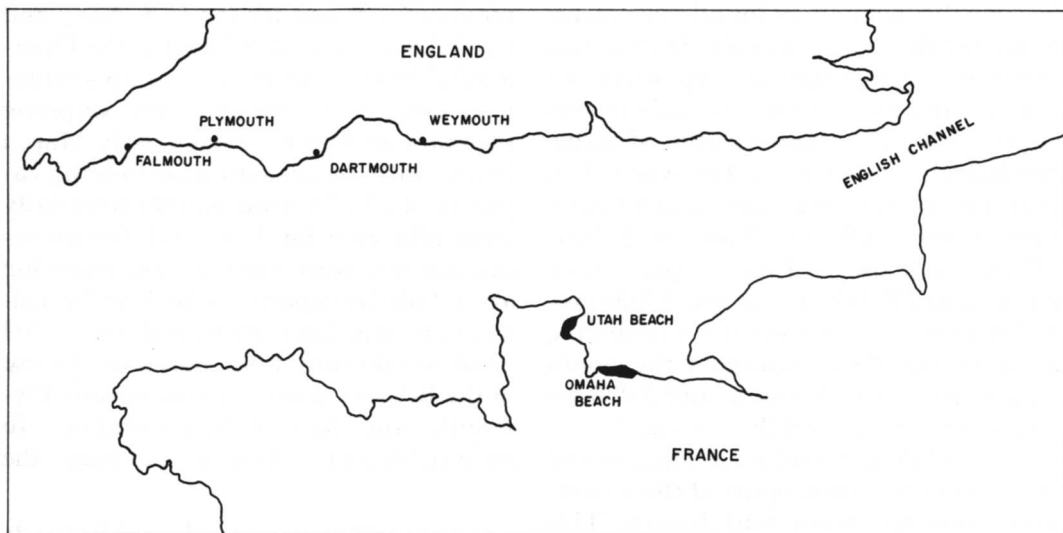 ENGLAND
PLYMOUTH
WEYMOUTH
FALMOUTH
DARTMOUTH
ENGLISH CHANNEL
UTAH BEACH
OMAHA
BEACH
FRANCE